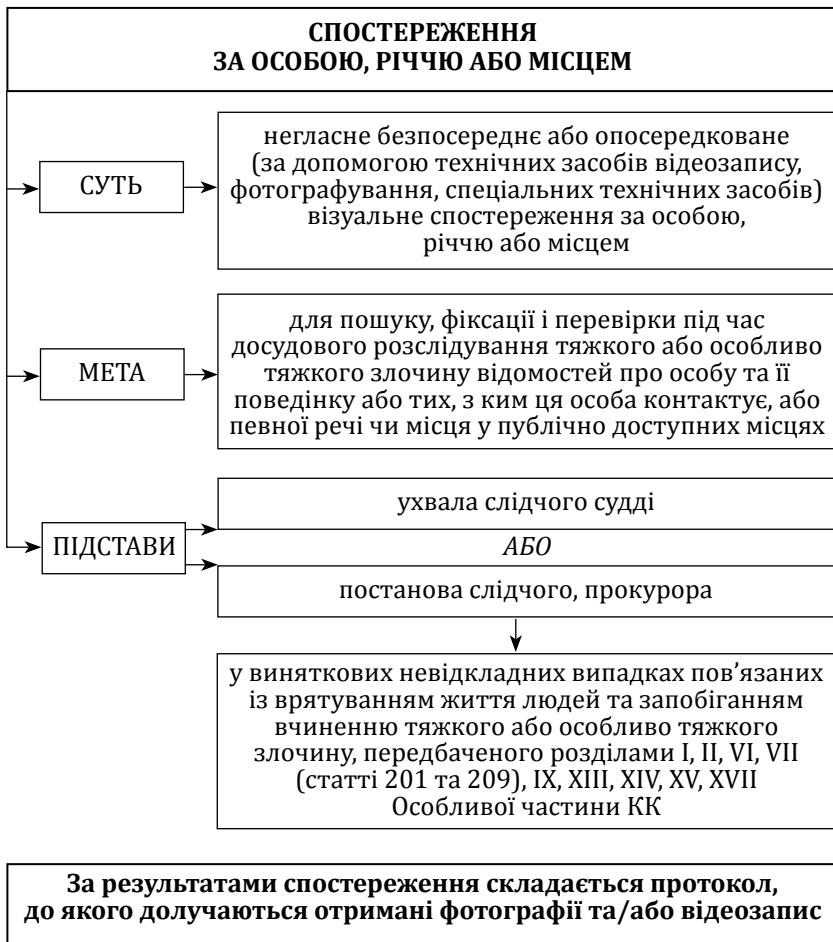 СПОСТЕРЕЖЕННЯ
ЗА ОСОБОЮ, РІЧЧЮ АБО МІСЦЕМ
СУТЬ
негласне безпосереднє або опосередковане
(за допомогою технічних засобів відеозапису,
фотографування, спеціальних технічних засобів)
візуальне спостереження за особою,
річчю або місцем
МЕТА
для пошуку, фіксації і перевірки під час
досудового розслідування тяжкого або особливо
тяжкого злочину відомостей про особу та її
поведінку або тих, з ким ця особа контактує, або
певної речі чи місця у публічно доступних місцях
ПІДСТАВИ
ухвала слідчого судді
АБО
постанова слідчого, прокурора
у виняткових невідкладних випадках пов’язаних
із врятуванням життя людей та запобіганням
вчиненню тяжкого або особливо тяжкого
злочину, передбаченого розділами I, II, VI, VII
(статті 201 та 209), IX, XIII, XIV, XV, XVII
Особливої частини КК
За результатами спостереження складається протокол,
до якого долучаються отримані фотографії та/або відеозапис